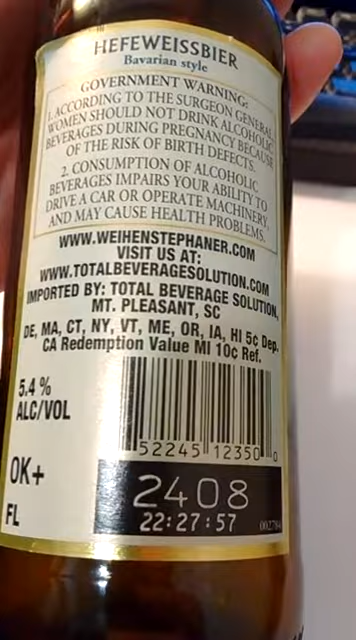 HEFEWEISSBIER
Bavarian style
GOVERNMENT WARNING:
1. ACCORDING TO THE SURGEON GENERAL,
WOMEN SHOULD NOT DRINK ALCOHOLIC
BEVERAGES DURING PREGNANCY BECAUSE
OF THE RISK OF BIRTH DEFECTS.
2. CONSUMPTION OF ALCOHOLIC
BEVERAGES IMPAIRS YOUR ABILITY TO
DRIVE A CAR OR OPERATE MACHINERY,
AND MAY CAUSE HEALTH PROBLEMS.
WWW.WEIHENSTEPHANER.COM
VISIT US AT:
WWW.TOTALBEVERAGESOLUTION.COM
IMPORTED BY: TOTAL BEVERAGE SOLUTION,
MT. PLEASANT, SC
DE, MA, CT, NY, VT, ME, OR, IA, HI 5¢ Dep.
CA Redemption Value MI 10¢ Ref.
5.4 %
ALC/VOL
52245 12350 0
OK+
FL
2408
22:27:57